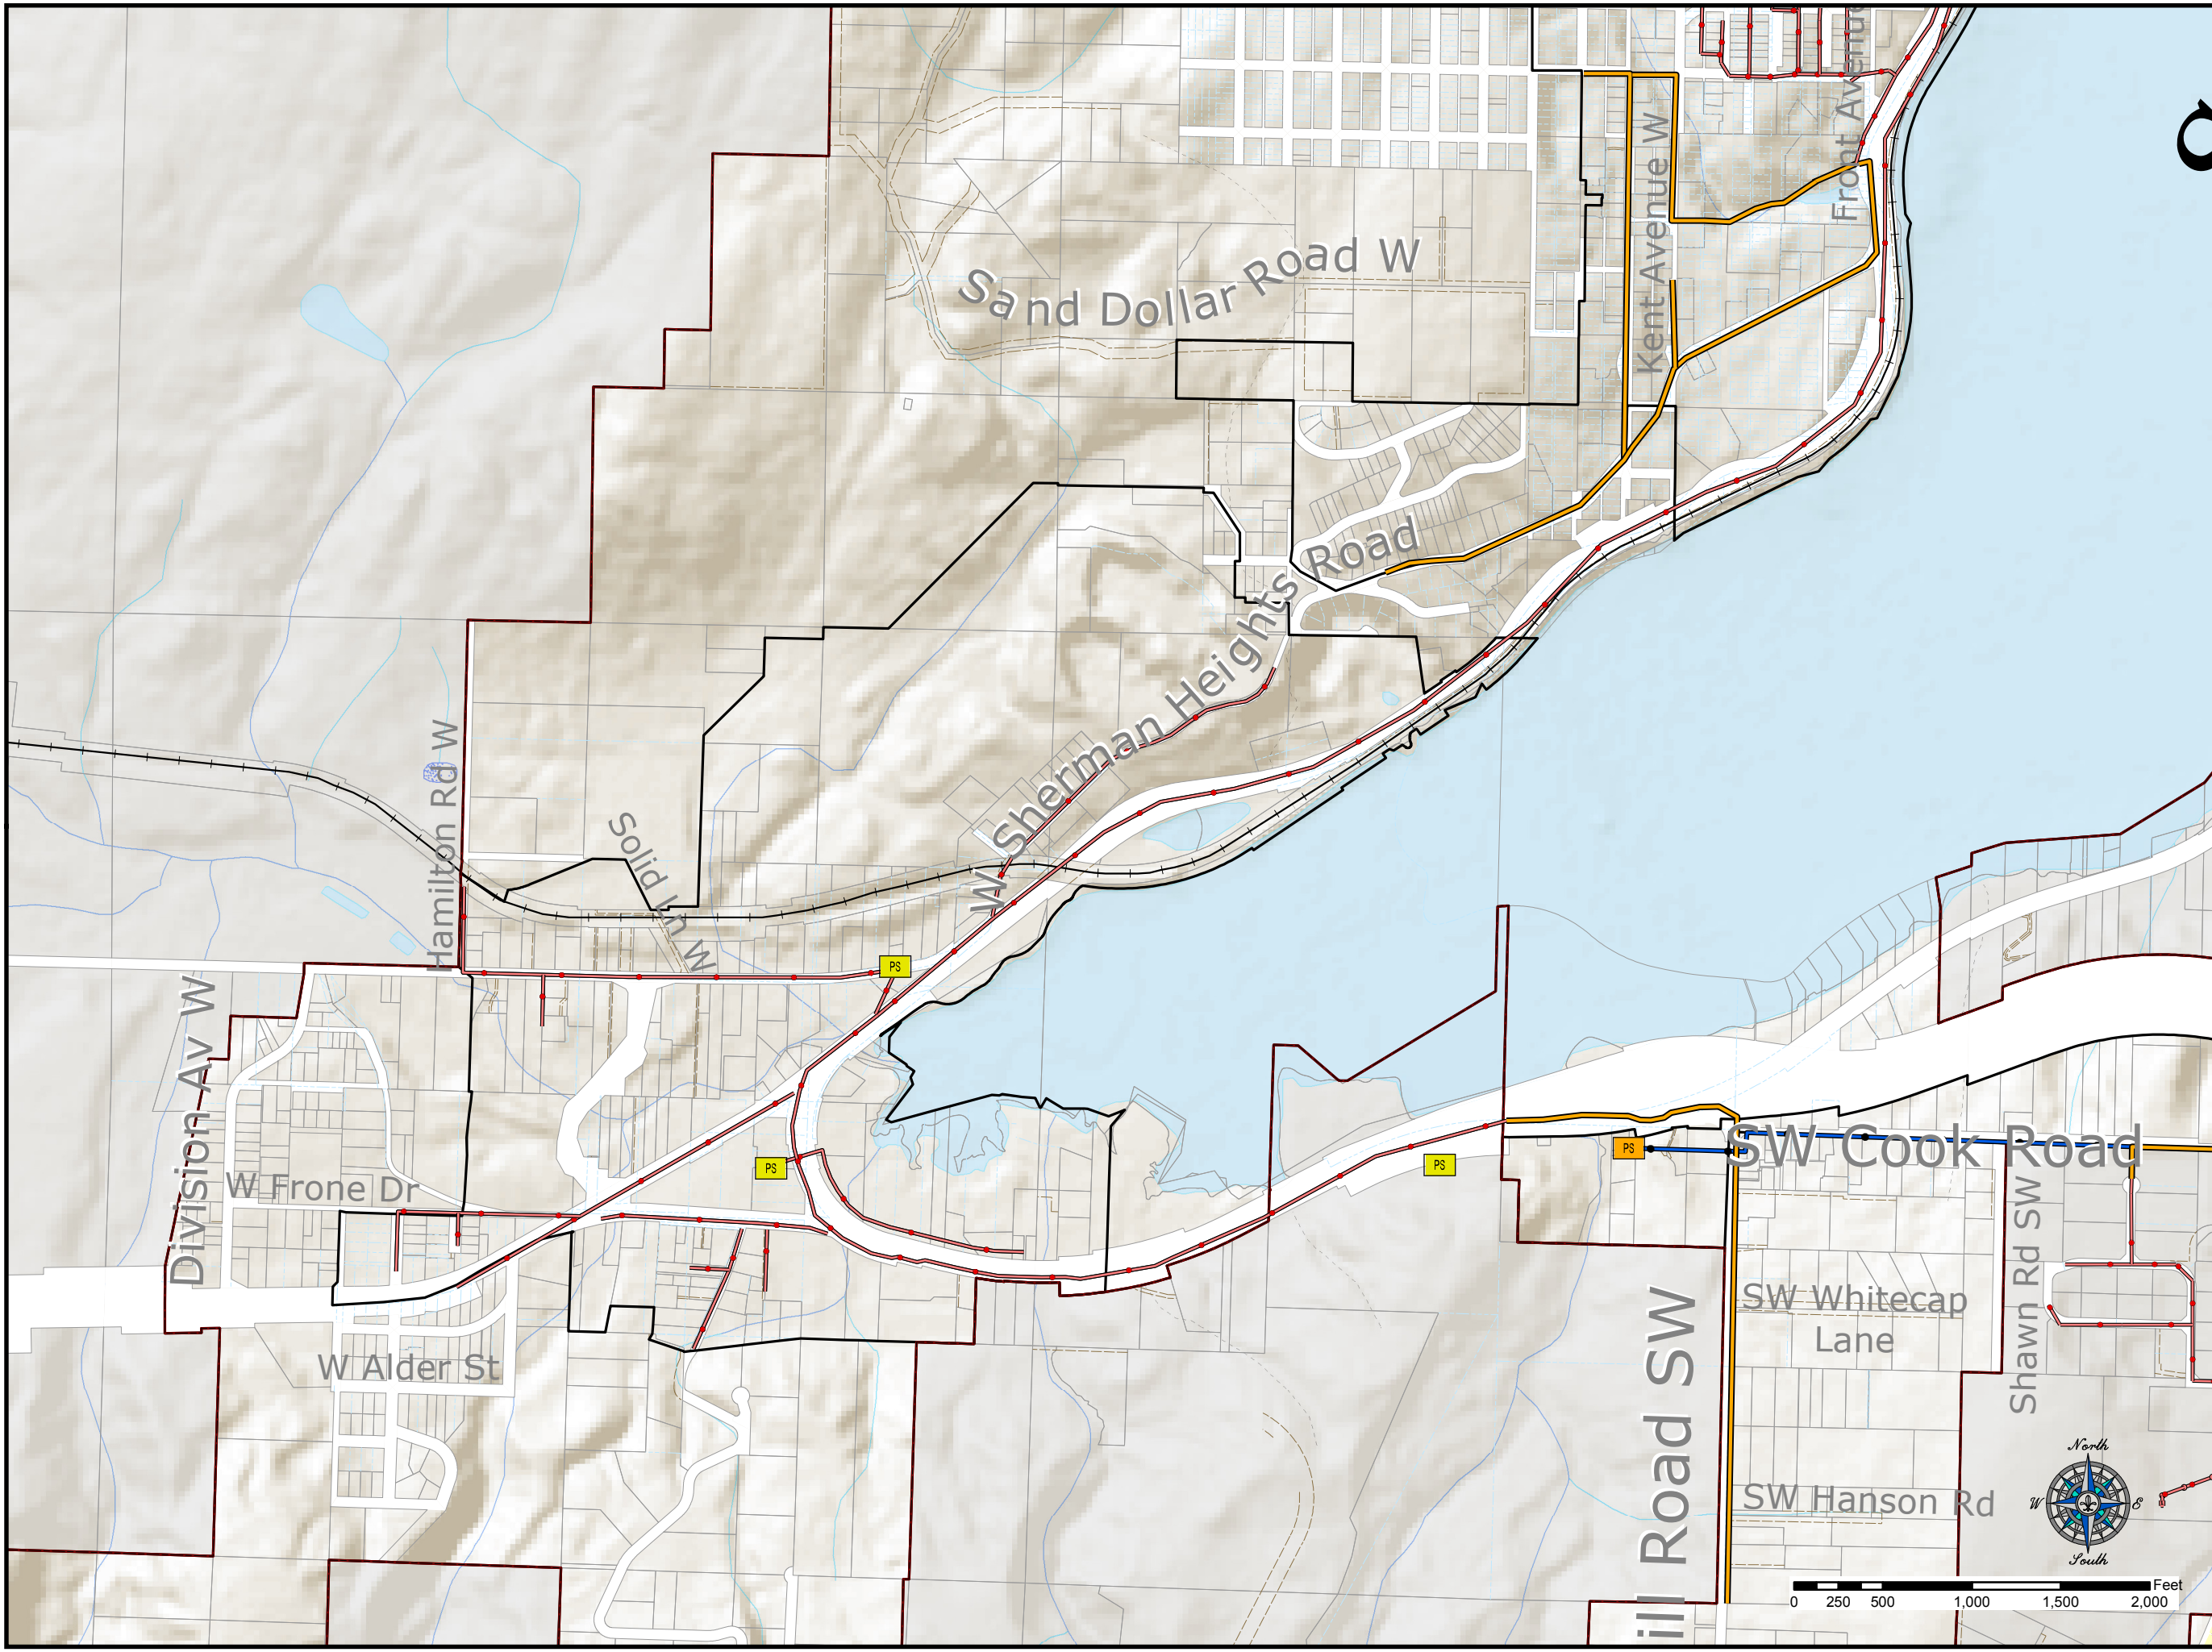 Front Avenue
Kent Avenue W
Sand Dollar Road W
W Sherman Heights Road
Hamilton Rd W
Solid Ln W
PS
Division Av W
PS
PS
PS
SW Cook Road
W Frone Dr
SW Whitecap
Lane
Shawn Rd SW
W Alder St
ill Road SW
SW Hanson Rd
North
W
E
South
Feet
0 250 500 1,000 1,500 2,000